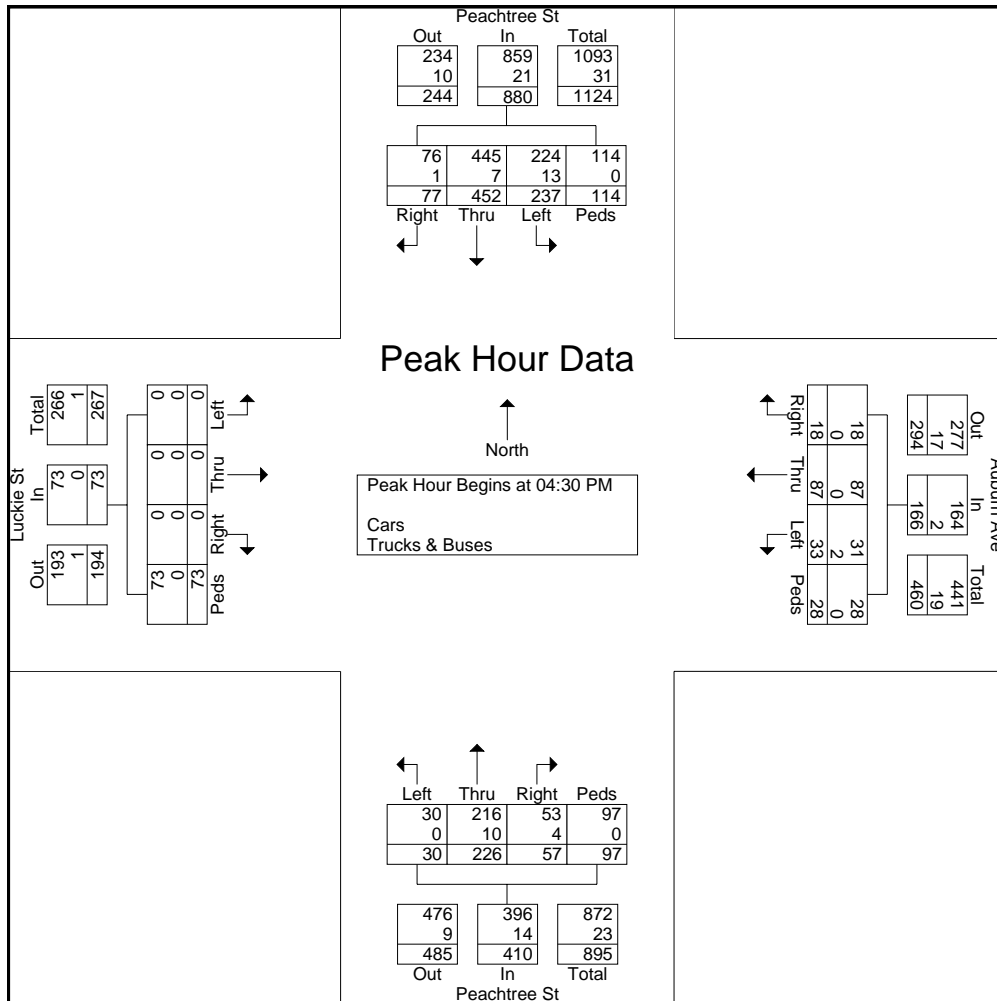 Peachtree St
Out In Total
234 859 1093
10 21 31
244 880 1124
76 445 224 114
1 7 13 0
77 452 237 114
Right Thru Left Peds
Peak Hour Data
North
Peak Hour Begins at 04:30 PM
Cars
Trucks & Buses
Luckie St
Total In Out
266 73 193
1 0 1
267 73 194
0 0 0 73
0 0 0 0
0 0 0 73
Left Thru Right Peds
Auburn Ave
Out In Total
277 164 441
17 2 19
294 166 460
18 87 31 28
0 0 2 0
18 87 33 28
Right Thru Left Peds
Left Thru Right Peds
30 216 53 97
0 10 4 0
30 226 57 97
476 396 872
9 14 23
485 410 895
Out In Total
Peachtree St